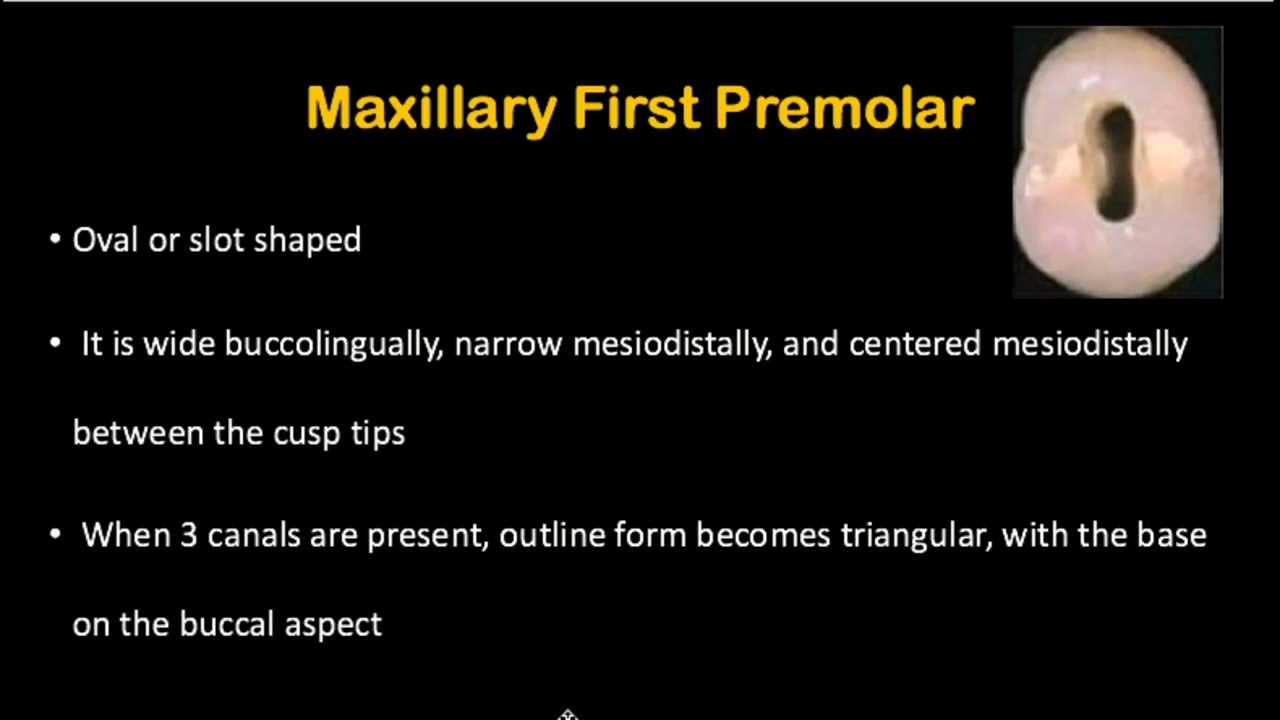 Maxillary First Premolar
• Oval or slot shaped
• It is wide buccolingually, narrow mesiodistally, and centered mesiodistally
between the cusp tips
• When 3 canals are present, outline form becomes triangular, with the base
on the buccal aspect